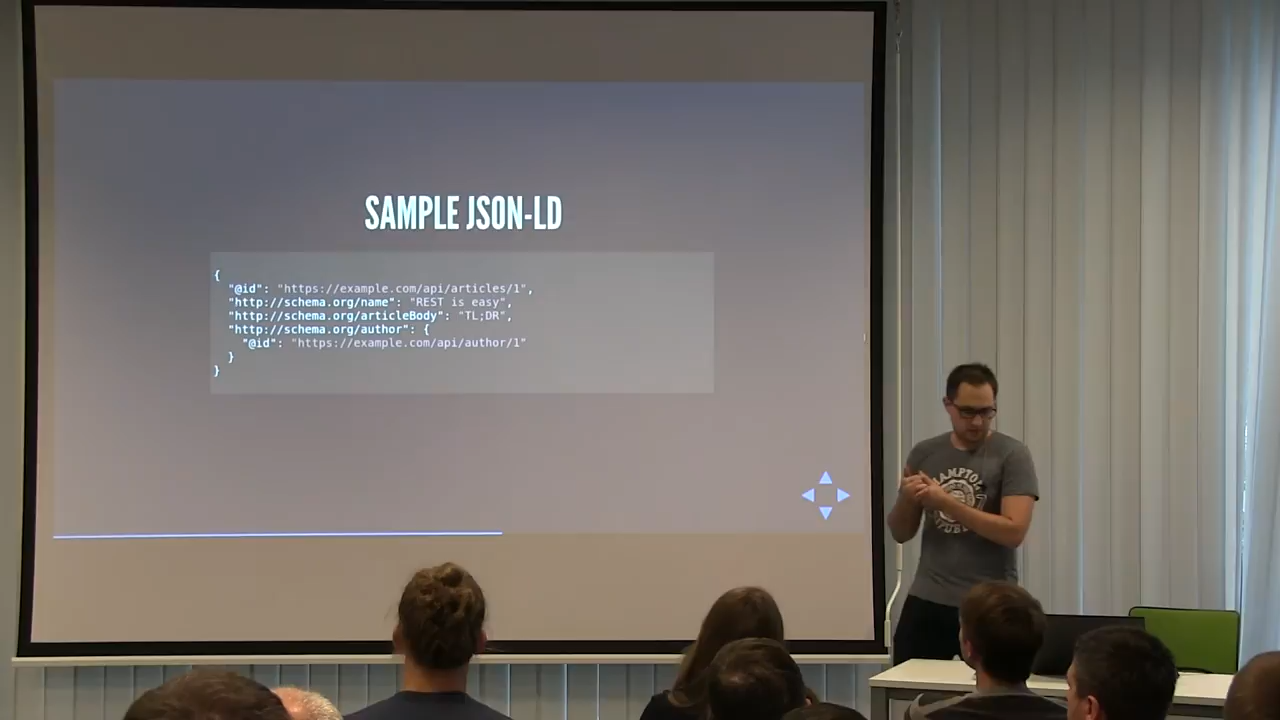 SAMPLE JSON-LD
{
"@id": "https://example.com/api/articles/1",
"http://schema.org/name": "REST is easy",
"http://schema.org/articleBody": "TL;DR",
"http://schema.org/author": {
"@id": "https://example.com/api/author/1"
}
}